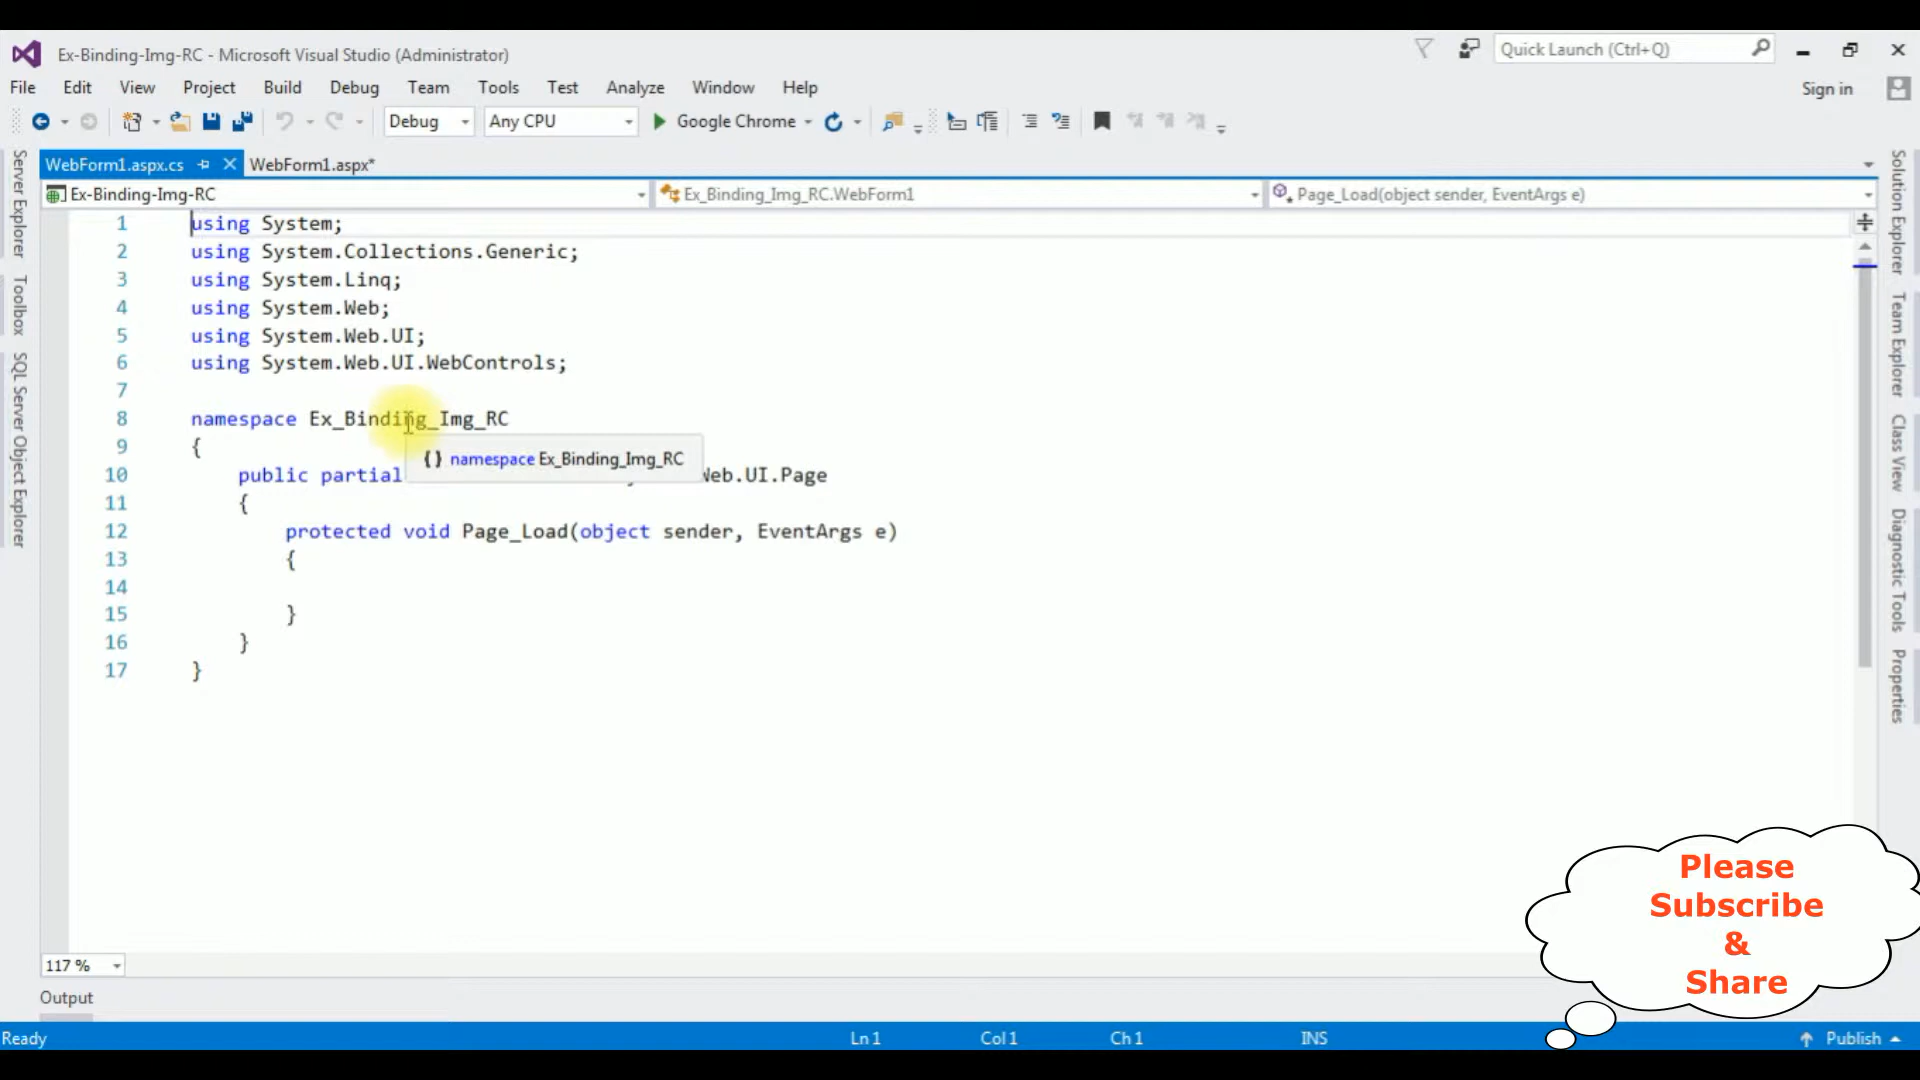 Ex-Binding-Img-RC - Microsoft Visual Studio (Administrator)
Quick Launch (Ctrl+Q)
File Edit View Project Build Debug Team Tools Test Analyze Window Help
Sign in
Debug Any CPU Google Chrome
WebForm1.aspx.cs WebForm1.aspx*
Ex-Binding-Img-RC Ex_Binding_Img_RC.WebForm1 Page_Load(object sender, EventArgs e)
Server Explorer
Toolbox
SQL Server Object Explorer
1 using System;
2 using System.Collections.Generic;
3 using System.Linq;
4 using System.Web;
5 using System.Web.UI;
6 using System.Web.UI.WebControls;
7
8 namespace Ex_Binding_Img_RC
9 {
{} namespace Ex_Binding_Img_RC
10 public partial Web.UI.Page
11 {
12 protected void Page_Load(object sender, EventArgs e)
13 {
14
15 }
16 }
17 }
Solution Explorer
Team Explorer
Class View
Diagnostic Tools
Properties
Please
Subscribe
&
Share
117 %
Output
Ready Ln 1 Col 1 Ch 1 INS Publish